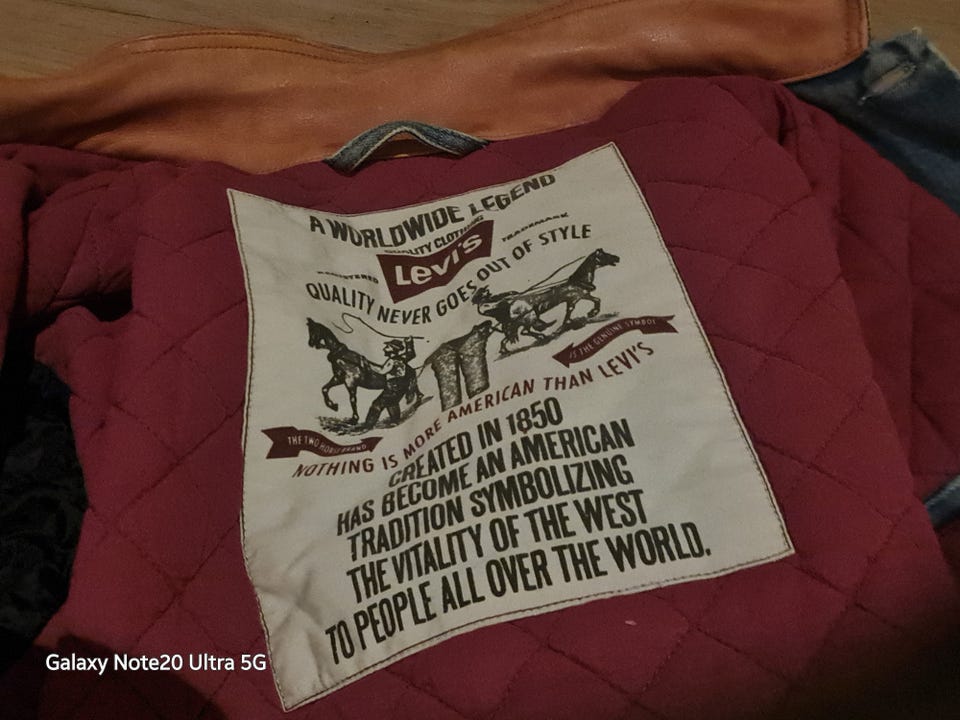 A WORLDWIDE LEGEND
QUALITY CLOTHING
REGISTERED Levi's TRADEMARK
QUALITY NEVER GOES OUT OF STYLE
IS THE GENUINE SYMBOL
THE TWO HORSE BRAND
NOTHING IS MORE AMERICAN THAN LEVI'S
CREATED IN 1850
HAS BECOME AN AMERICAN
TRADITION SYMBOLIZING
THE VITALITY OF THE WEST
TO PEOPLE ALL OVER THE WORLD.
Galaxy Note20 Ultra 5G